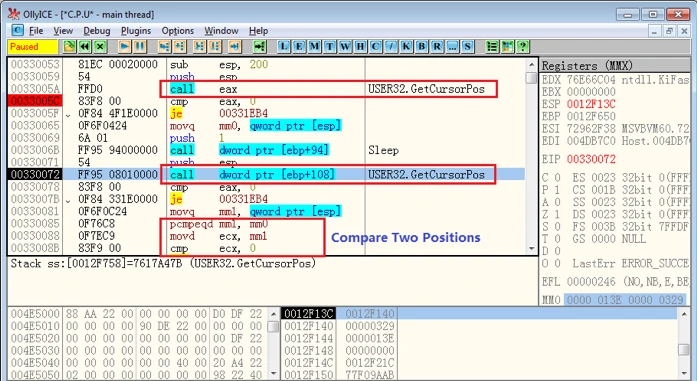 OllyICE - [*C.P.U* - main thread]
C File View Debug Plugins Options Window Help
Paused L E M T W H C / K B R ... S
00330053 81EC 00020000 sub esp, 200
00330059 54 push esp
0033005A FFD0 call eax USER32.GetCursorPos
0033005C 83F8 00 cmp eax, 0
0033005F 0F84 4F1E0000 je 00331EB4
00330065 0F6F0424 movq mm0, qword ptr [esp]
00330069 6A 01 push 1
0033006B FF95 94000000 call dword ptr [ebp+94] Sleep
00330071 54 push esp
00330072 FF95 08010000 call dword ptr [ebp+108] USER32.GetCursorPos
00330078 83F8 00 cmp eax, 0
0033007B 0F84 331E0000 je 00331EB4
00330081 0F6F0C24 movq mm1, qword ptr [esp]
00330085 0F76C8 pcmpeqd mm1, mm0
00330088 0F7EC9 movd ecx, mm1
0033008B 83F9 00 cmp ecx, 0
Compare Two Positions
Stack ss:[0012F758]=7617A47B (USER32.GetCursorPos)
Registers (MMX)
EDX 76E66C04 ntdll.KiFas
EBX 00000000
ESP 0012F13C
EBP 0012F650
ESI 72962F38 MSVBVM60.72
EDI 004DB7C0 Host.004DB7
EIP 00330072
C 0 ES 0023 32bit 0(FFF
P 1 CS 001B 32bit 0(FFF
A 0 SS 0023 32bit 0(FFF
Z 1 DS 0023 32bit 0(FFF
S 0 FS 003B 32bit 7FFDF
T 0 GS 0000 NULL
D 0
O 0 LastErr ERROR_SUCCE
EFL 00000246 (NO,NB,E,BE
MM0 0000 013E 0000 0329
004E5000 88 AA 22 00 00 00 00 00 D0 DF 22
004E5010 00 00 00 00 90 DE 22 00 00 00 00
004E5020 00 00 00 00 00 00 00 00 00 00 00
004E5030 00 00 00 00 00 00 00 00 00 00 00
004E5040 00 00 00 00 00 00 40 00 20 A4 22
004E5050 02 00 00 00 00 00 00 00 98 22 40
0012F13C 0012F140
0012F140 00000329
0012F144 0000013E
0012F148 00000000
0012F14C 0012F21C
0012F150 77F09AAB